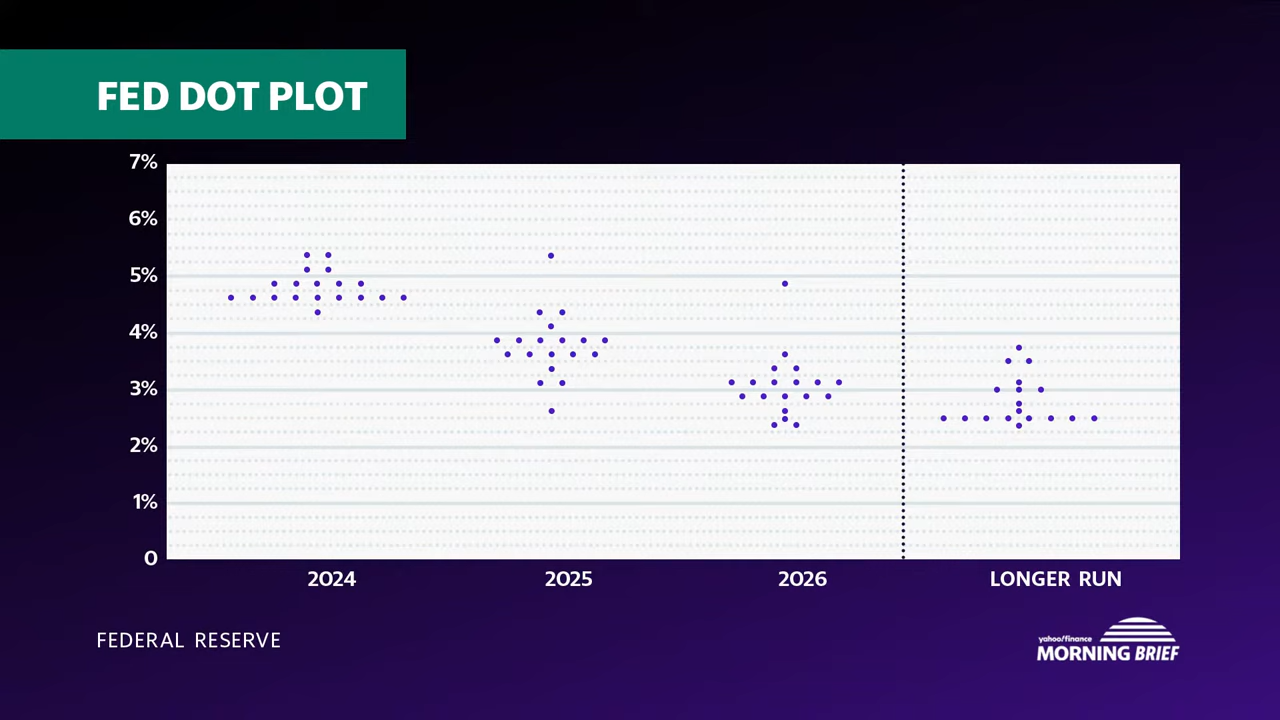 FED DOT PLOT
7%
6%
5%
4%
3%
2%
1%
0
2024
2025
2026
LONGER RUN
FEDERAL RESERVE
yahoo!finance
MORNING BRIEF